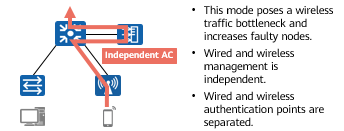 Independent AC
• This mode poses a wireless
traffic bottleneck and
increases faulty nodes.
• Wired and wireless
management is
independent.
• Wired and wireless
authentication points are
separated.